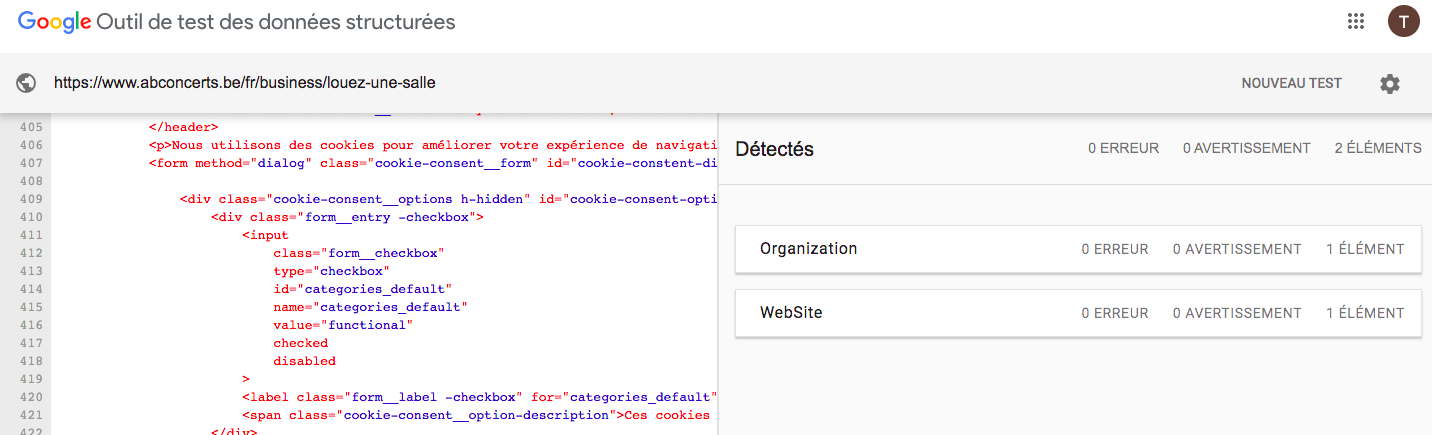 Google Outil de test des données structurées
T
https://www.abconcerts.be/fr/business/louez-une-salle
NOUVEAU TEST
405 </header>
406 <p>Nous utilisons des cookies pour améliorer votre expérience de navigati
407 <form method="dialog" class="cookie-consent__form" id="cookie-constent-di
408
409 <div class="cookie-consent__options h-hidden" id="cookie-consent-opti
410 <div class="form__entry -checkbox">
411 <input
412 class="form__checkbox"
413 type="checkbox"
414 id="categories_default"
415 name="categories_default"
416 value="functional"
417 checked
418 disabled
419 >
420 <label class="form__label -checkbox" for="categories_default"
421 <span class="cookie-consent__option-description">Ces cookies
422 </div>
Détectés
0 ERREUR 0 AVERTISSEMENT 2 ÉLÉMENTS
Organization 0 ERREUR 0 AVERTISSEMENT 1 ÉLÉMENT
WebSite 0 ERREUR 0 AVERTISSEMENT 1 ÉLÉMENT